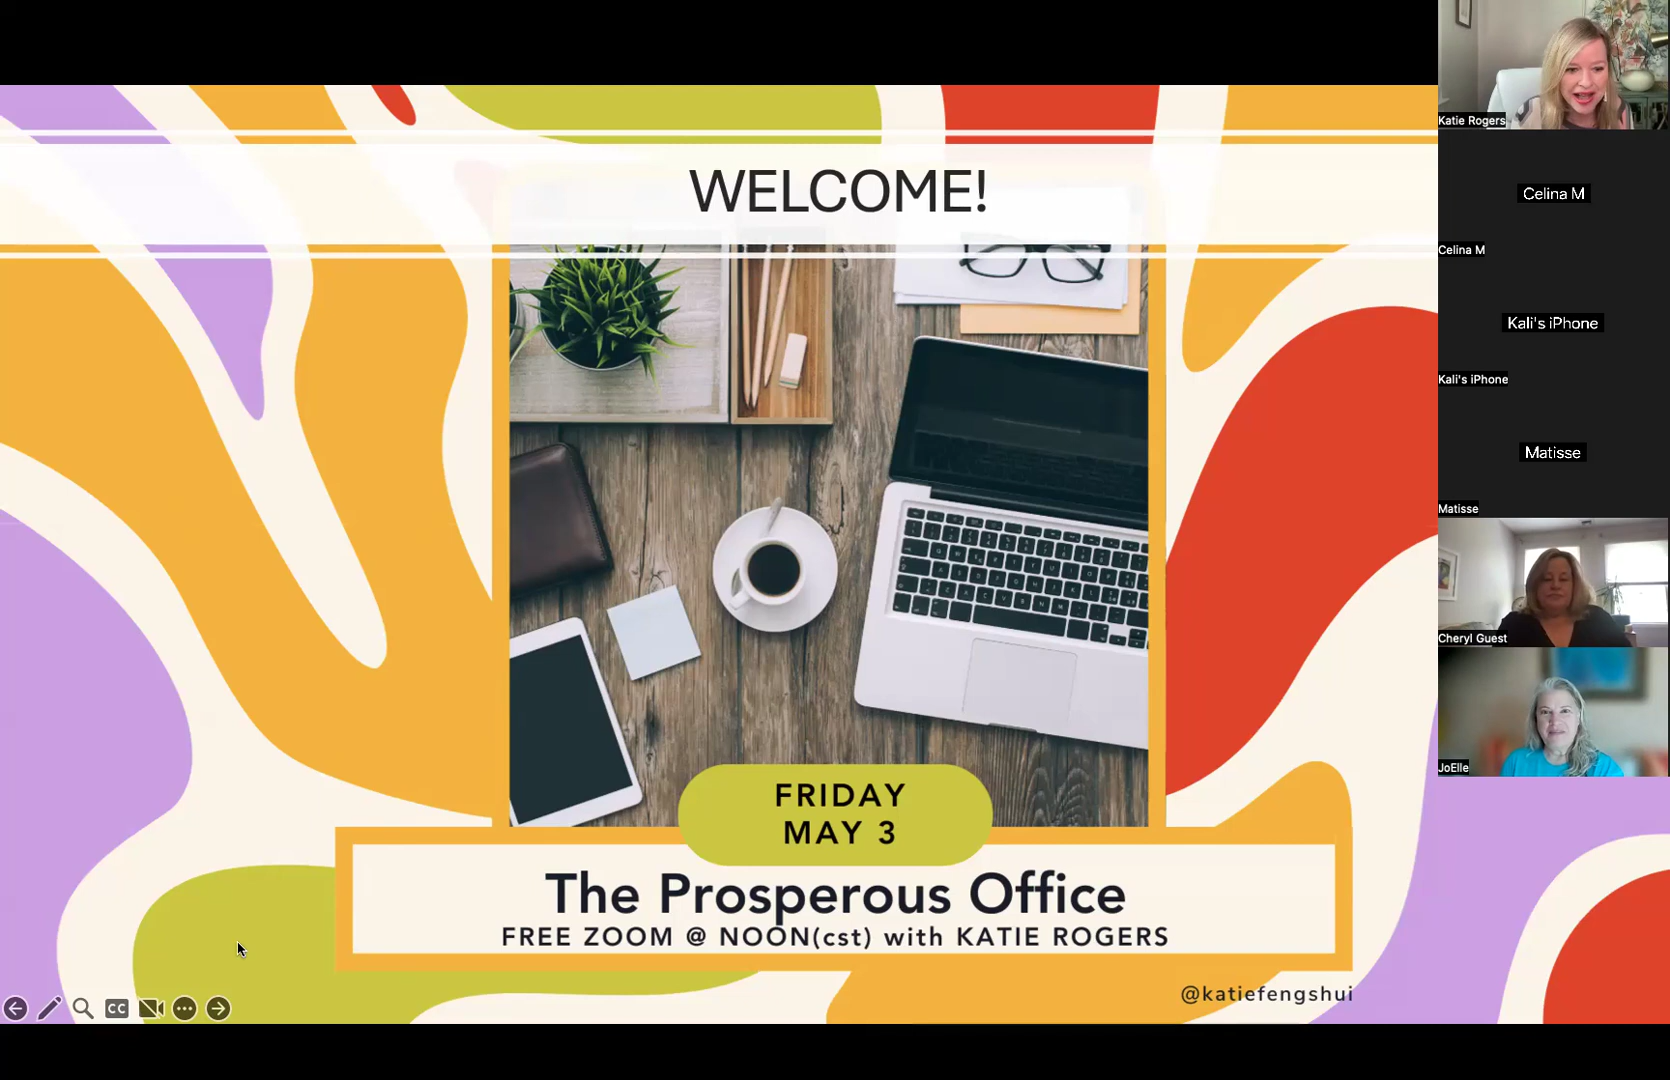 WELCOME!
FRIDAY
MAY 3
The Prosperous Office
FREE ZOOM @ NOON(cst) with KATIE ROGERS
@katiefengshui
CC
Katie Rogers
Celina M
Celina M
Kali's iPhone
Kali's iPhone
Matisse
Matisse
Cheryl Guest
JoElle